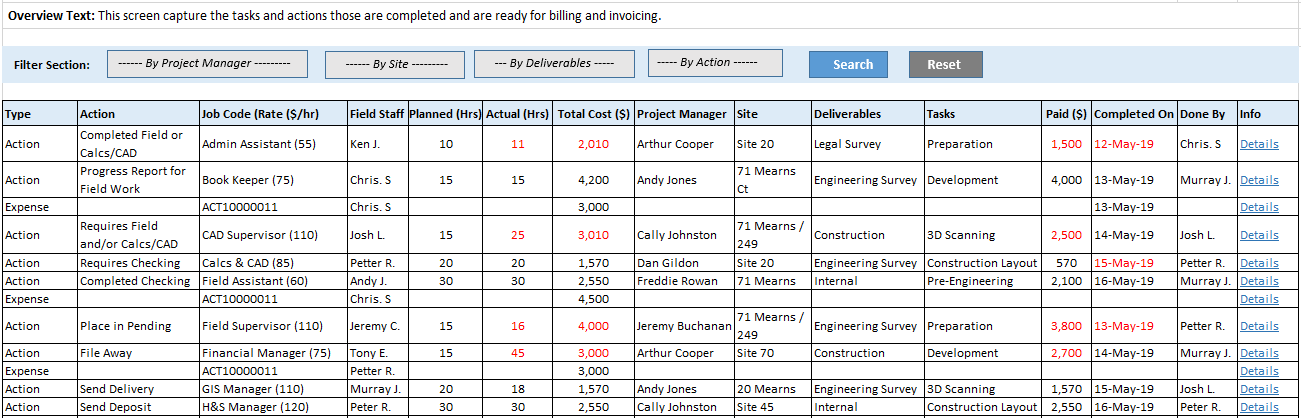 Overview Text: This screen capture the tasks and actions those are completed and are ready for billing and invoicing.
Filter Section: ------ By Project Manager --------- ------ By Site --------- --- By Deliverables ----- ----- By Action ------ Search Reset
Type Action Job Code (Rate ($/hr) Field Staff Planned (Hrs) Actual (Hrs) Total Cost ($) Project Manager Site Deliverables Tasks Paid ($) Completed On Done By Info
Action Completed Field or Calcs/CAD Admin Assistant (55) Ken J. 10 11 2,010 Arthur Cooper Site 20 Legal Survey Preparation 1,500 12-May-19 Chris. S Details
Action Progress Report for Field Work Book Keeper (75) Chris. S 15 15 4,200 Andy Jones 71 Mearns Ct Engineering Survey Development 4,000 13-May-19 Murray J. Details
Expense ACT10000011 Chris. S 3,000 13-May-19 Details
Action Requires Field and/or Calcs/CAD CAD Supervisor (110) Josh L. 15 25 3,010 Cally Johnston 71 Mearns / 249 Construction 3D Scanning 2,500 14-May-19 Josh L. Details
Action Requires Checking Calcs & CAD (85) Petter R. 20 20 1,570 Dan Gildon Site 20 Engineering Survey Construction Layout 570 15-May-19 Petter R. Details
Action Completed Checking Field Assistant (60) Andy J. 30 30 2,550 Freddie Rowan 71 Mearns Internal Pre-Engineering 2,100 16-May-19 Murray J. Details
Expense ACT10000011 Chris. S 4,500 Details
Action Place in Pending Field Supervisor (110) Jeremy C. 15 16 4,000 Jeremy Buchanan 71 Mearns / 249 Engineering Survey Preparation 3,800 13-May-19 Petter R. Details
Action File Away Financial Manager (75) Tony E. 15 45 3,000 Arthur Cooper Site 70 Construction Development 2,700 14-May-19 Murray J. Details
Expense ACT10000011 Petter R. 3,000 Details
Action Send Delivery GIS Manager (110) Murray J. 20 18 1,570 Andy Jones 20 Mearns Engineering Survey 3D Scanning 1,570 15-May-19 Josh L. Details
Action Send Deposit H&S Manager (120) Peter R. 30 30 2,550 Cally Johnston Site 45 Internal Construction Layout 2,550 16-May-19 Peter R. Details